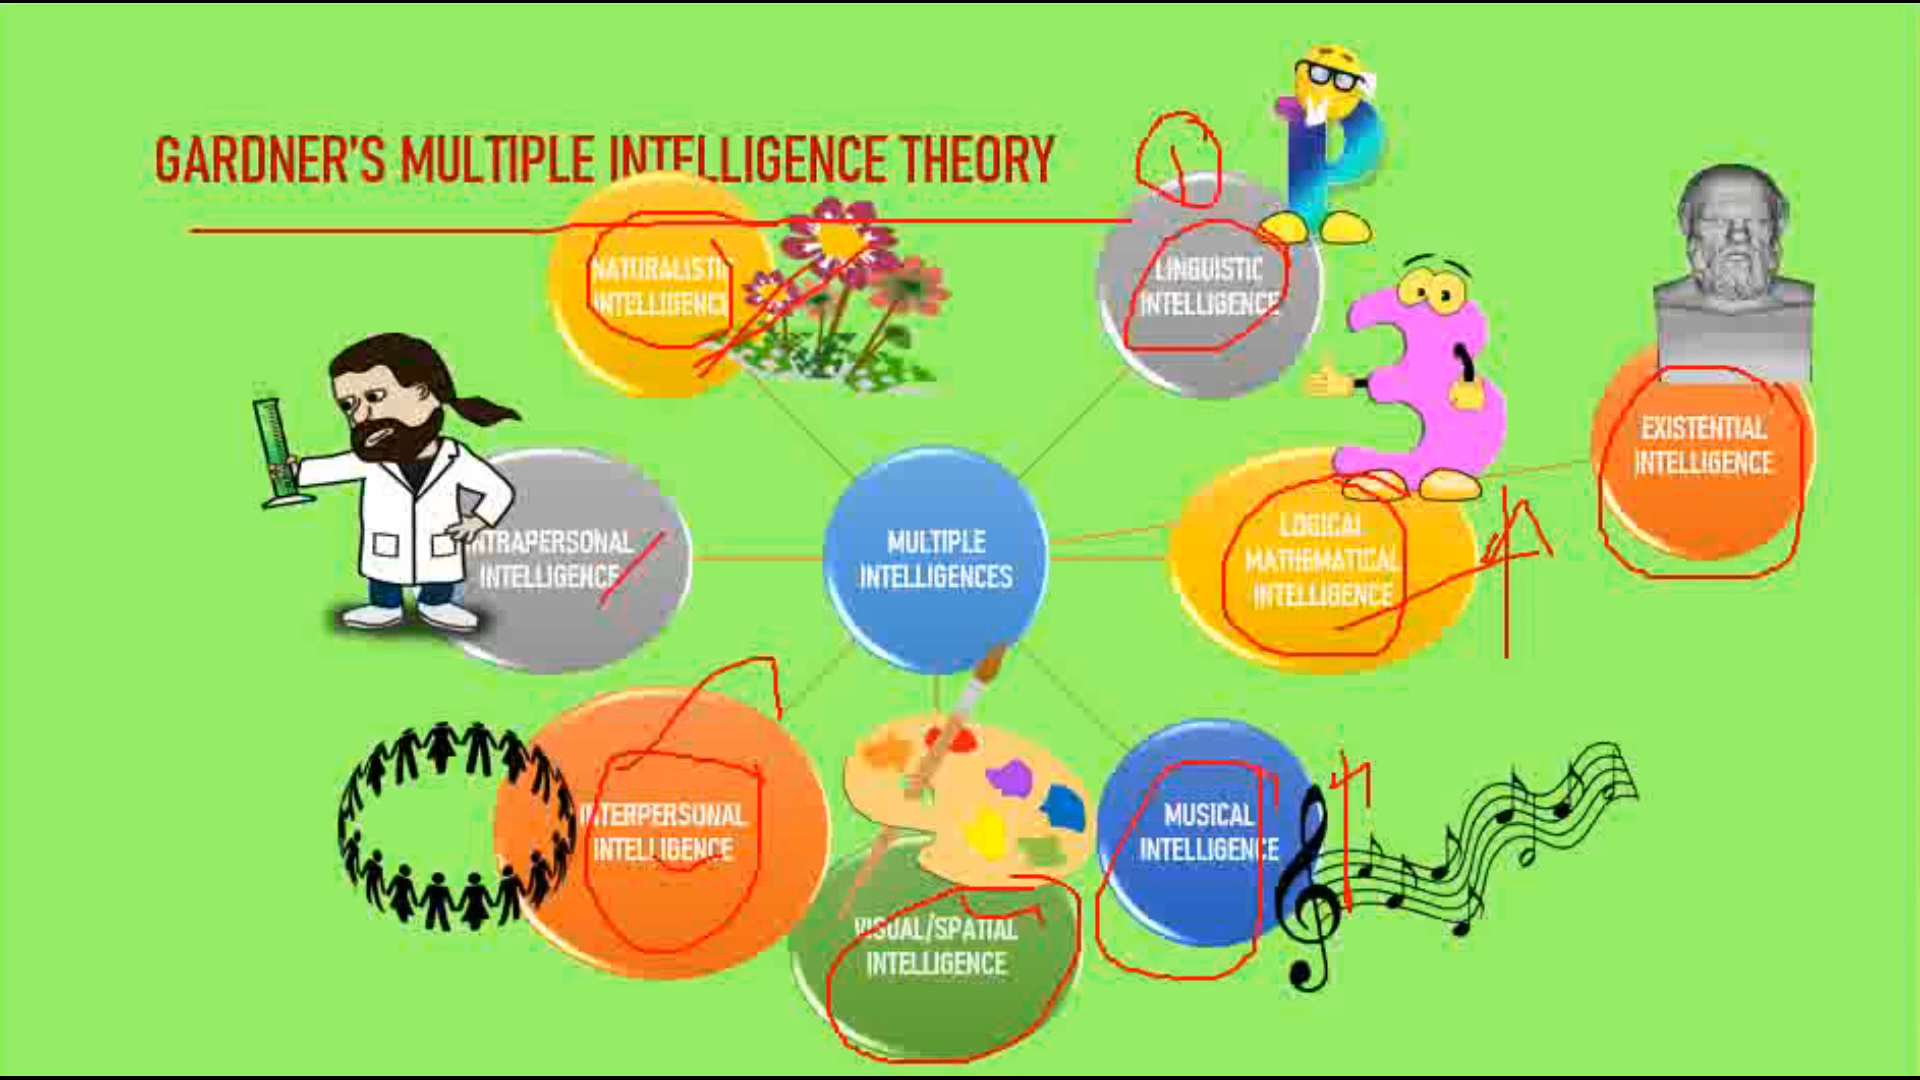 GARDNER'S MULTIPLE INTELLIGENCE THEORY
NATURALISTIC
INTELLIGENCE
LINGUISTIC
INTELLIGENCE
EXISTENTIAL
INTELLIGENCE
INTRAPERSONAL
INTELLIGENCE
MULTIPLE
INTELLIGENCES
LOGICAL
MATHEMATICAL
INTELLIGENCE
INTERPERSONAL
INTELLIGENCE
VISUAL/SPATIAL
INTELLIGENCE
MUSICAL
INTELLIGENCE